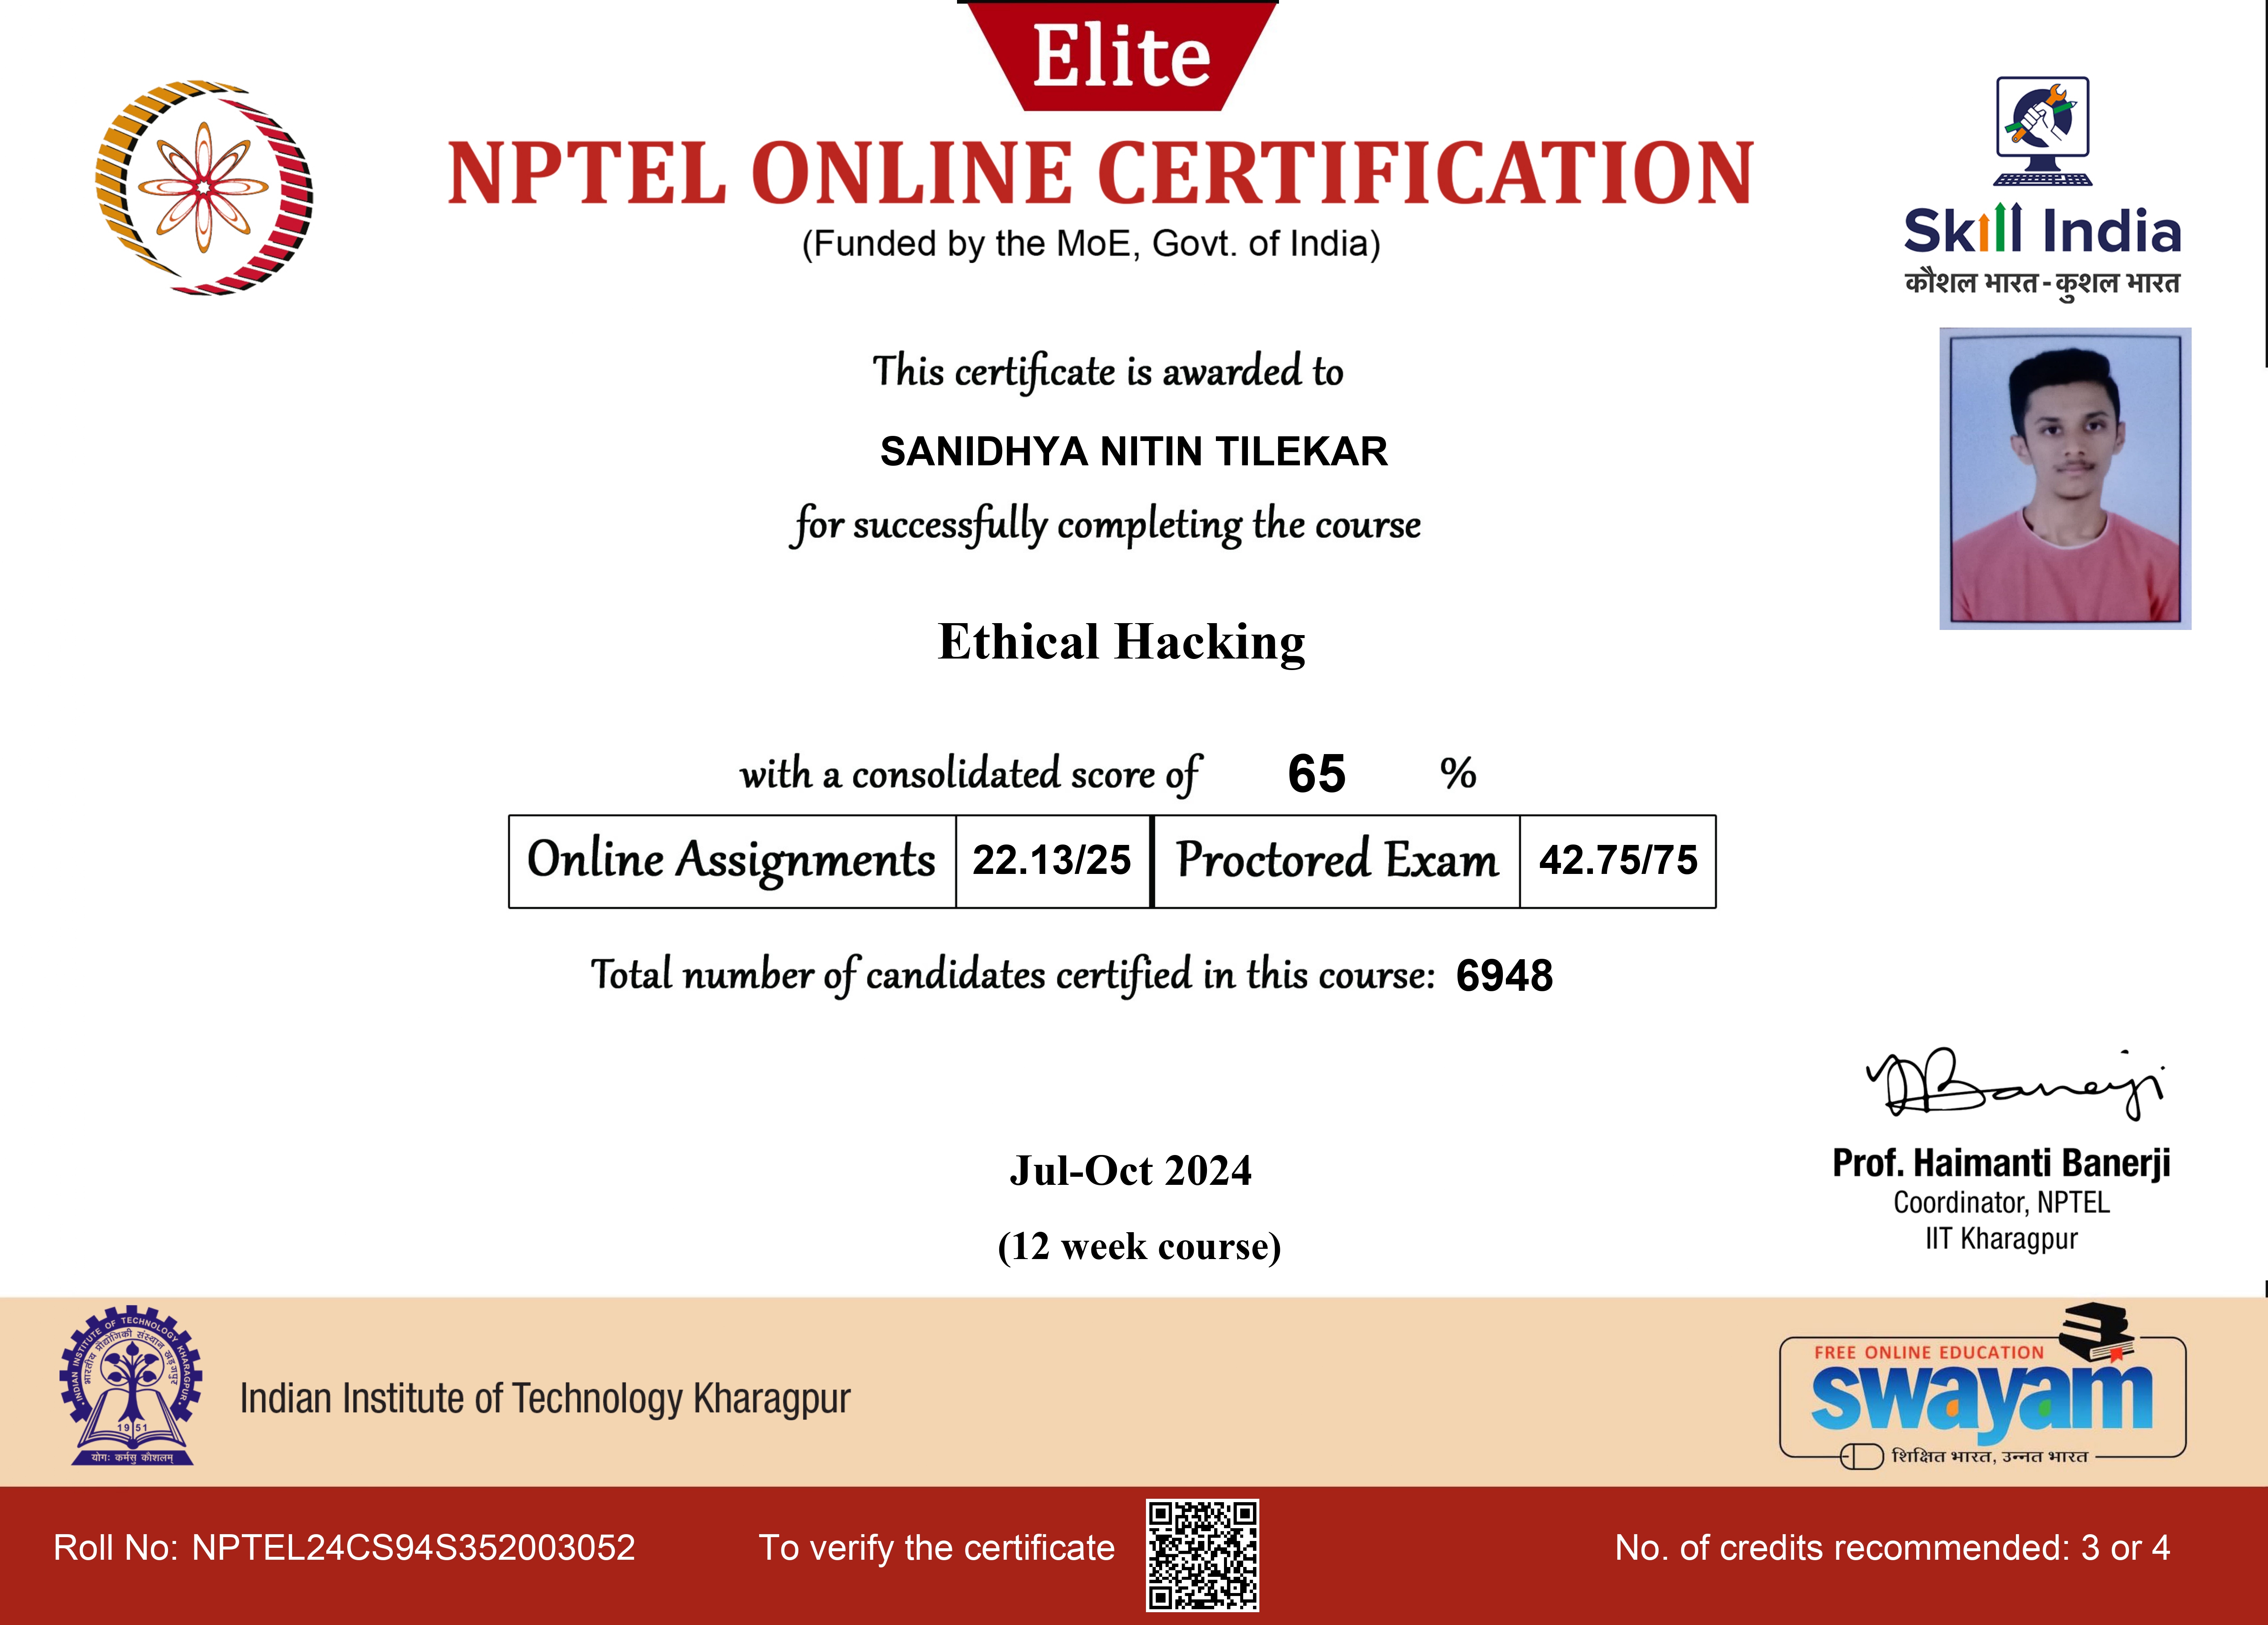 Elite
NPTEL ONLINE CERTIFICATION
(Funded by the MoE, Govt. of India)
Skill India
कौशल भारत - कुशल भारत
This certificate is awarded to
SANIDHYA NITIN TILEKAR
for successfully completing the course
Ethical Hacking
with a consolidated score of 65 %
Online Assignments 22.13/25 Proctored Exam 42.75/75
Total number of candidates certified in this course: 6948
Jul-Oct 2024
(12 week course)
Banerji
Prof. Haimanti Banerji
Coordinator, NPTEL
IIT Kharagpur
INDIAN INSTITUTE OF TECHNOLOGY KHARAGPUR
भारतीय प्रौद्योगिकी संस्थान खड़गपुर
1951
योगः कर्मसु कौशलम्
Indian Institute of Technology Kharagpur
FREE ONLINE EDUCATION
swayam
शिक्षित भारत, उन्नत भारत
Roll No: NPTEL24CS94S352003052
To verify the certificate
No. of credits recommended: 3 or 4